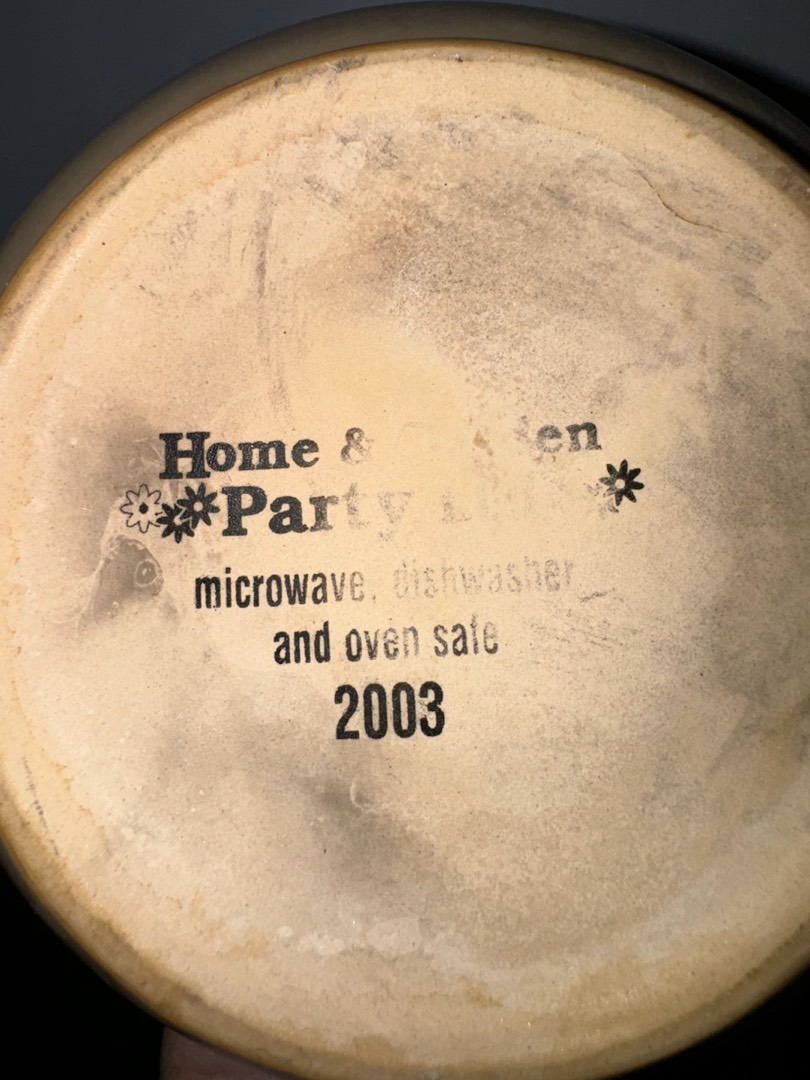 Home &
Party
microwave, dishwasher
and oven safe
2003